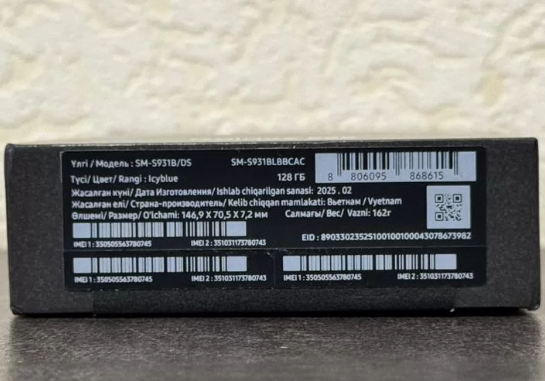 Үлгі / Модель : SM-S931B/DS SM-S931BLBBCAC
Түсі / Цвет/ Rangi : Icyblue 128 ГБ
8 806095 868615
Жасалған күні/ Дата Изготовления/ Ishlab chiqarilgan sanasi: 2025 . 02
Жасалған елі / Страна-производитель / Kelib chiqqan mamlakati: Вьетнам / Vyetnam
Өлшемі / Размер / O'lchami: 146,9 X 70,5 X 7,2 мм Салмағы/ Вес/ Vazni: 162г
EID : 89033023525100100100043078673982
IMEI 1 : 350505563780745 IMEI 2 : 351031173780743
IMEI 1 : 350505563780745 IMEI 2 : 351031173780743 IMEI 1 : 350505563780745 IMEI 2 : 351031173780743